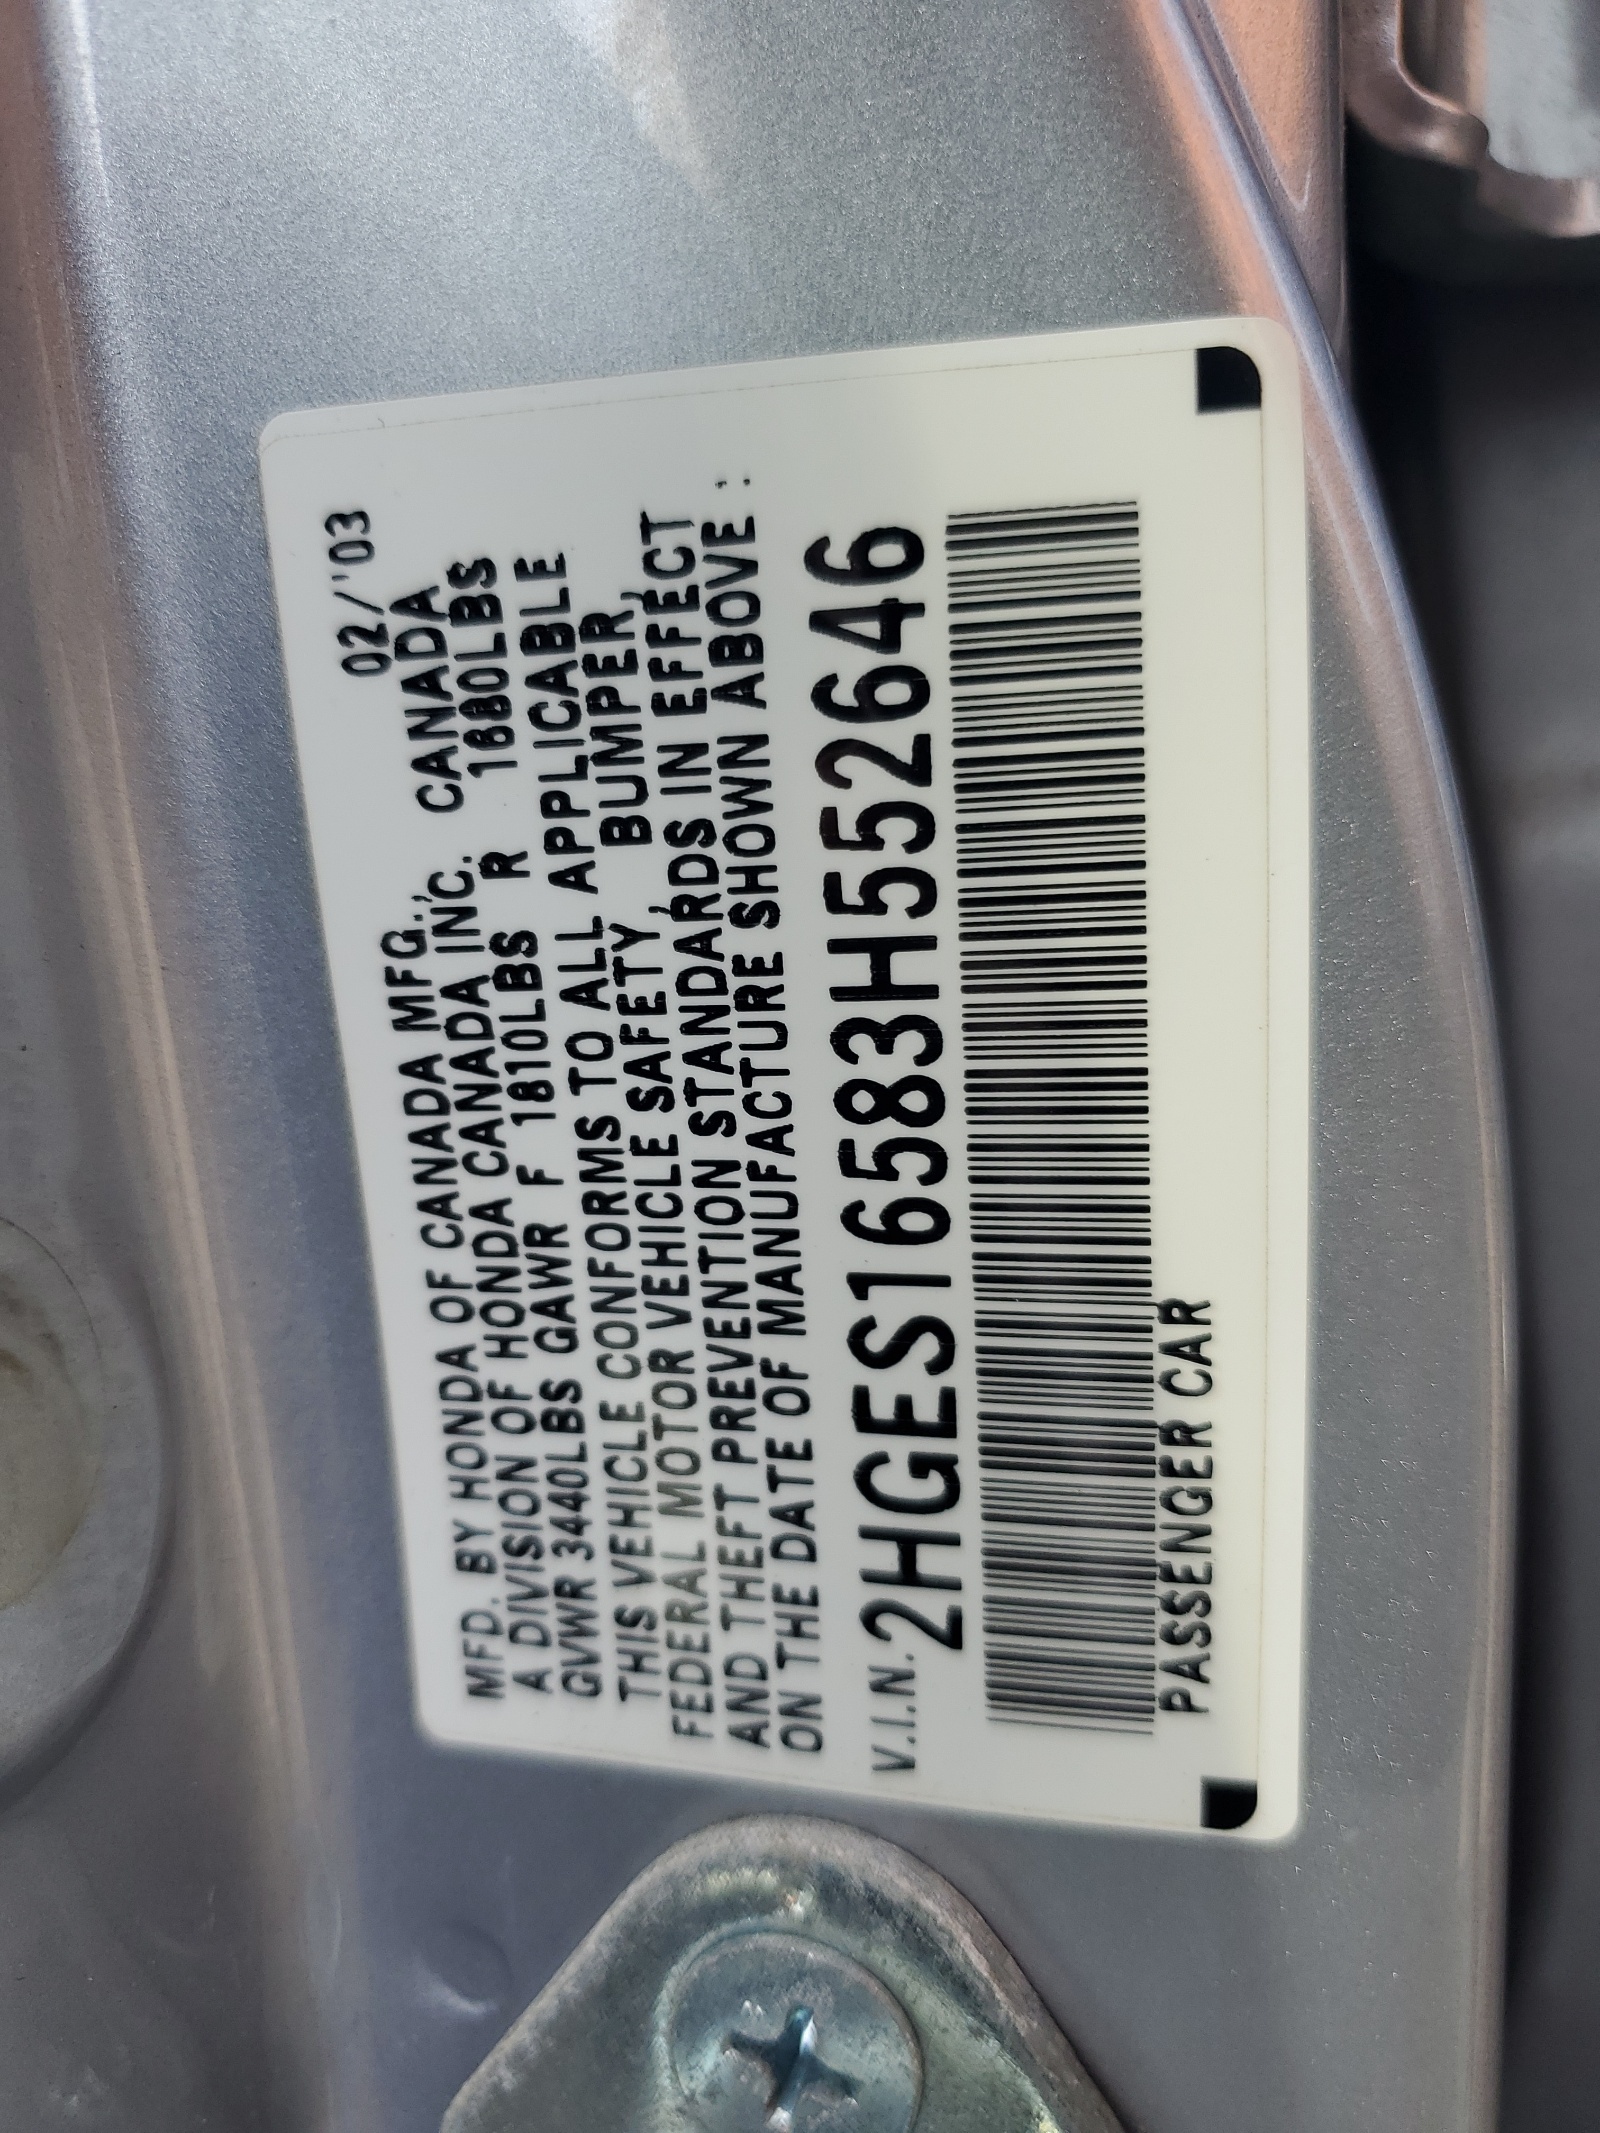 02/'03
MFD. BY HONDA OF CANADA MFG., CANADA
A DIVISION OF HONDA CANADA INC.
GVWR 3440LBS GAWR F 1810LBS R 1680LBS
THIS VEHICLE CONFORMS TO ALL APPLICABLE
FEDERAL MOTOR VEHICLE SAFETY, BUMPER,
AND THEFT PREVENTION STANDARDS IN EFFECT
ON THE DATE OF MANUFACTURE SHOWN ABOVE :
V.I.N. 2HGES16583H552646
PASSENGER CAR